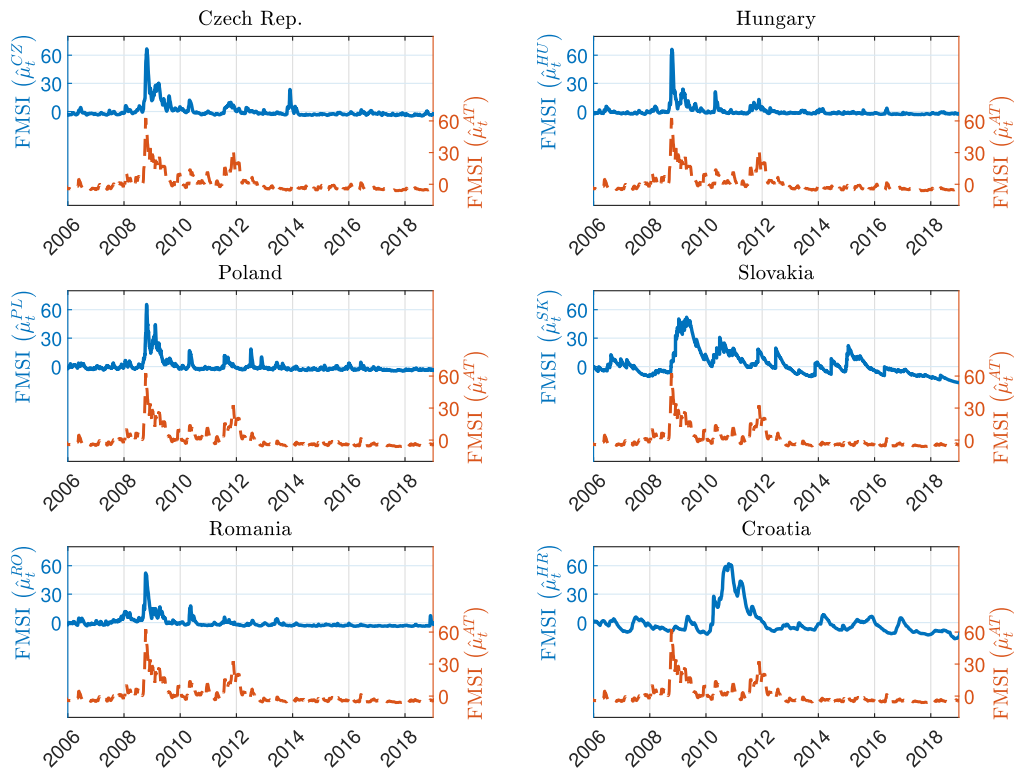 Czech Rep.
FMSI (μ̂_t^{CZ})
60
30
0
FMSI (μ̂_t^{AT})
60
30
0
2006 2008 2010 2012 2014 2016 2018
Hungary
FMSI (μ̂_t^{HU})
60
30
0
FMSI (μ̂_t^{AT})
60
30
0
2006 2008 2010 2012 2014 2016 2018
Poland
FMSI (μ̂_t^{PL})
60
30
0
FMSI (μ̂_t^{AT})
60
30
0
2006 2008 2010 2012 2014 2016 2018
Slovakia
FMSI (μ̂_t^{SK})
60
30
0
FMSI (μ̂_t^{AT})
60
30
0
2006 2008 2010 2012 2014 2016 2018
Romania
FMSI (μ̂_t^{RO})
60
30
0
FMSI (μ̂_t^{AT})
60
30
0
2006 2008 2010 2012 2014 2016 2018
Croatia
FMSI (μ̂_t^{HR})
60
30
0
FMSI (μ̂_t^{AT})
60
30
0
2006 2008 2010 2012 2014 2016 2018